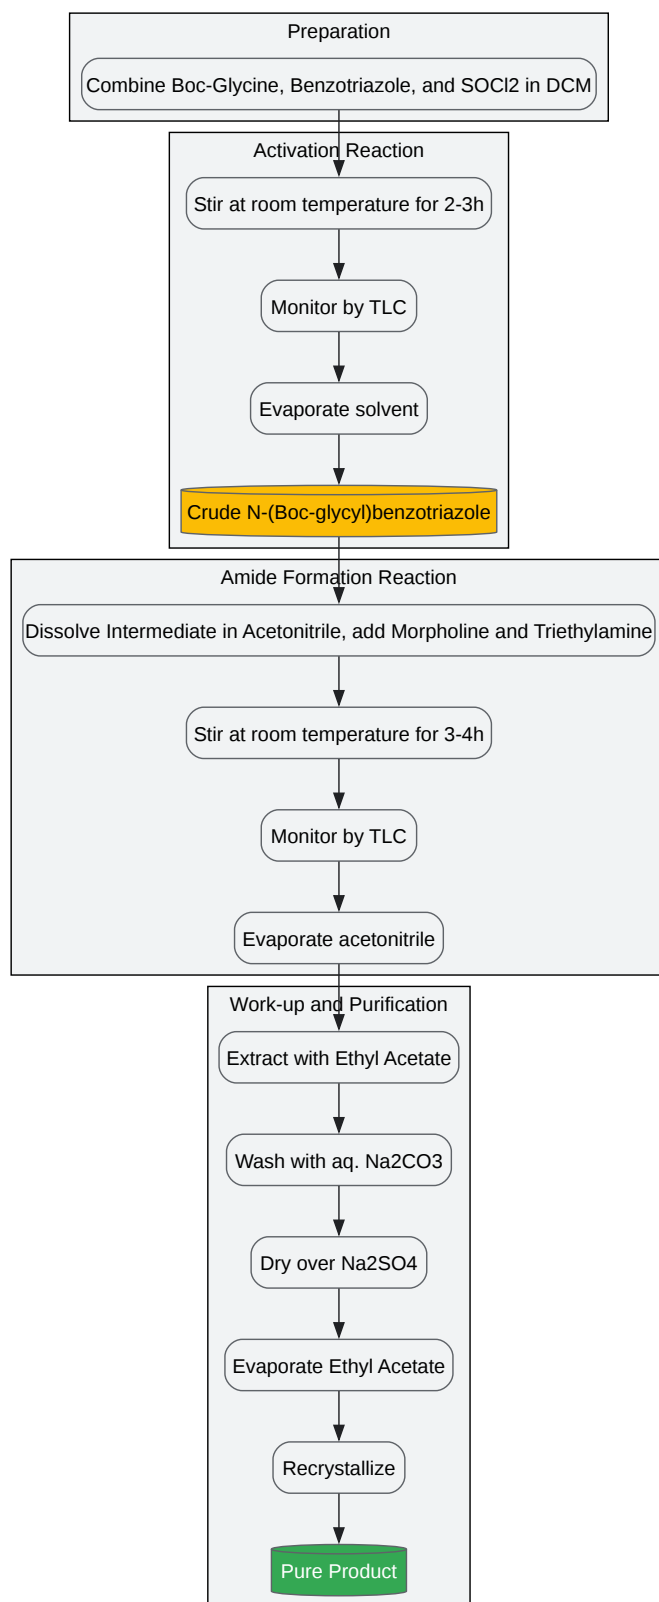 Preparation
Combine Boc-Glycine, Benzotriazole, and SOCl2 in DCM
Activation Reaction
Stir at room temperature for 2-3h
Monitor by TLC
Evaporate solvent
Crude N-(Boc-glycyl)benzotriazole
Amide Formation Reaction
Dissolve Intermediate in Acetonitrile, add Morpholine and Triethylamine
Stir at room temperature for 3-4h
Monitor by TLC
Evaporate acetonitrile
Work-up and Purification
Extract with Ethyl Acetate
Wash with aq. Na2CO3
Dry over Na2SO4
Evaporate Ethyl Acetate
Recrystallize
Pure Product